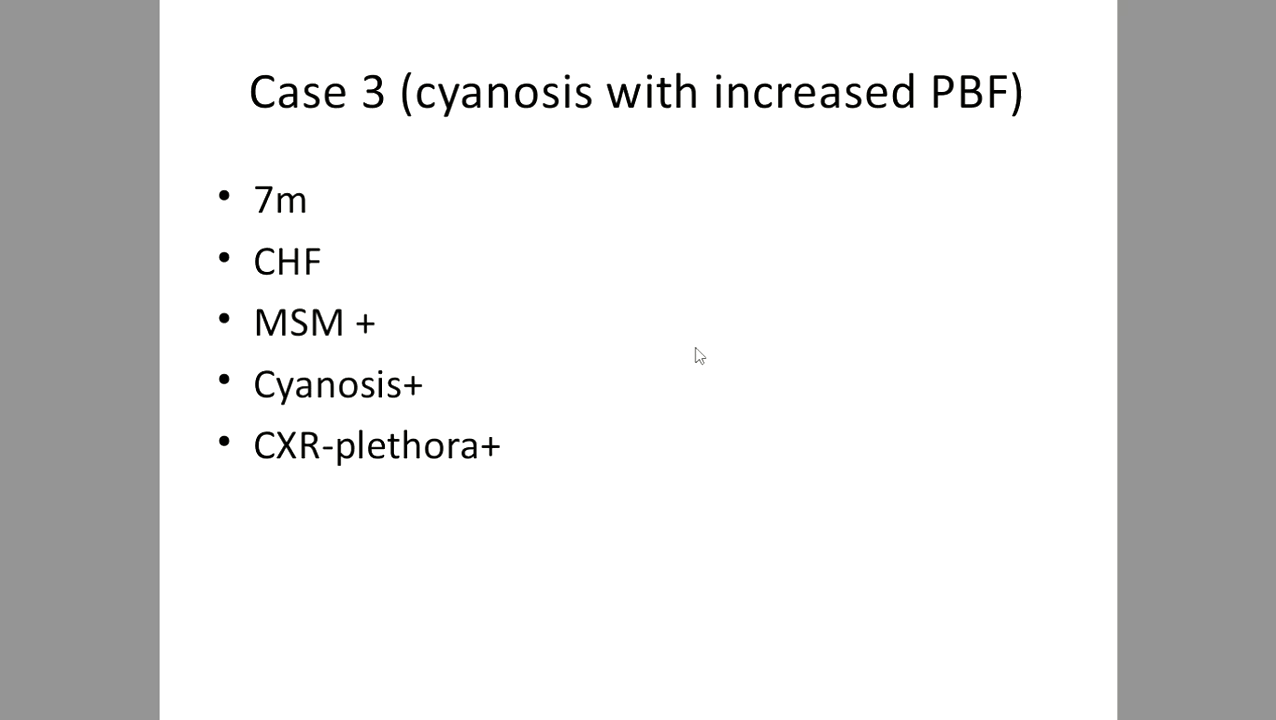 Case 3 (cyanosis with increased PBF)
• 7m
• CHF
• MSM +
• Cyanosis+
• CXR-plethora+